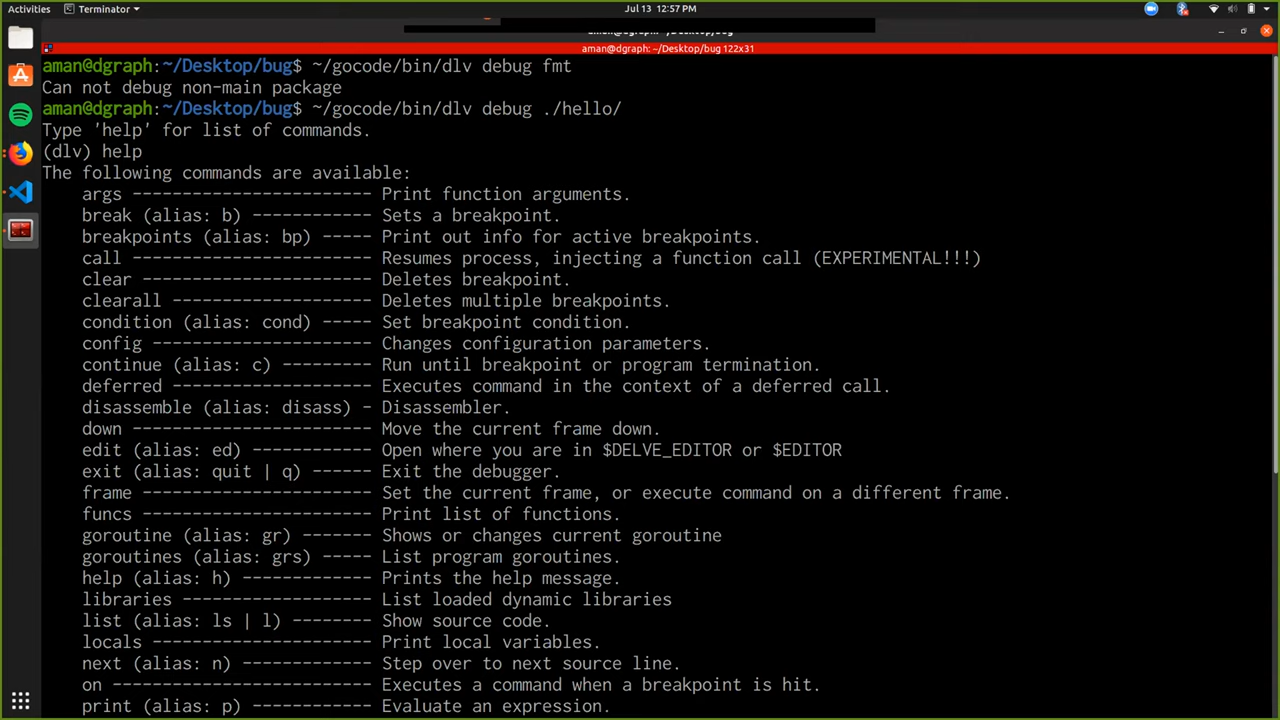 Activities
Terminator
Jul 13 12:57 PM
aman@dgraph: ~/Desktop/bug 122x31
aman@dgraph:~/Desktop/bug$ ~/gocode/bin/dlv debug fmt
Can not debug non-main package
aman@dgraph:~/Desktop/bug$ ~/gocode/bin/dlv debug ./hello/
Type 'help' for list of commands.
(dlv) help
The following commands are available:
args ------------------------ Print function arguments.
break (alias: b) ------------ Sets a breakpoint.
breakpoints (alias: bp) ----- Print out info for active breakpoints.
call ------------------------ Resumes process, injecting a function call (EXPERIMENTAL!!!)
clear ----------------------- Deletes breakpoint.
clearall -------------------- Deletes multiple breakpoints.
condition (alias: cond) ----- Set breakpoint condition.
config ---------------------- Changes configuration parameters.
continue (alias: c) --------- Run until breakpoint or program termination.
deferred -------------------- Executes command in the context of a deferred call.
disassemble (alias: disass) - Disassembler.
down ------------------------ Move the current frame down.
edit (alias: ed) ------------ Open where you are in $DELVE_EDITOR or $EDITOR
exit (alias: quit | q) ------ Exit the debugger.
frame ----------------------- Set the current frame, or execute command on a different frame.
funcs ----------------------- Print list of functions.
goroutine (alias: gr) ------- Shows or changes current goroutine
goroutines (alias: grs) ----- List program goroutines.
help (alias: h) ------------- Prints the help message.
libraries ------------------- List loaded dynamic libraries
list (alias: ls | l) -------- Show source code.
locals ---------------------- Print local variables.
next (alias: n) ------------- Step over to next source line.
on -------------------------- Executes a command when a breakpoint is hit.
print (alias: p) ------------ Evaluate an expression.